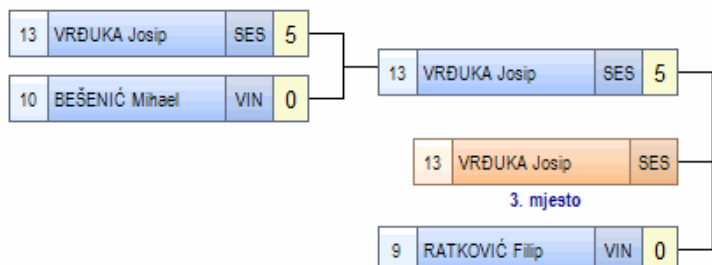 13 VRĐUKA Josip SES 5
10 BEŠENIĆ Mihael VIN 0
13 VRĐUKA Josip SES 5
13 VRĐUKA Josip SES
3. mjesto
9 RATKOVIĆ Filip VIN 0